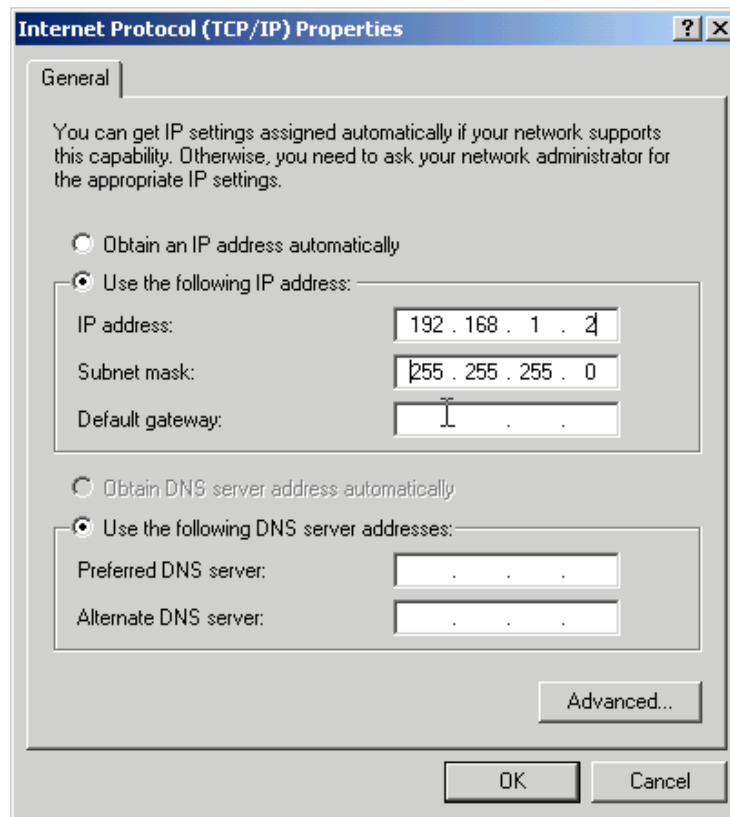 Internet Protocol (TCP/IP) Properties
General
You can get IP settings assigned automatically if your network supports
this capability. Otherwise, you need to ask your network administrator for
the appropriate IP settings.
Obtain an IP address automatically
Use the following IP address:
IP address: 192 . 168 . 1 . 2
Subnet mask: 255 . 255 . 255 . 0
Default gateway: . . .
Obtain DNS server address automatically
Use the following DNS server addresses:
Preferred DNS server: . . .
Alternate DNS server: . . .
Advanced...
OK Cancel